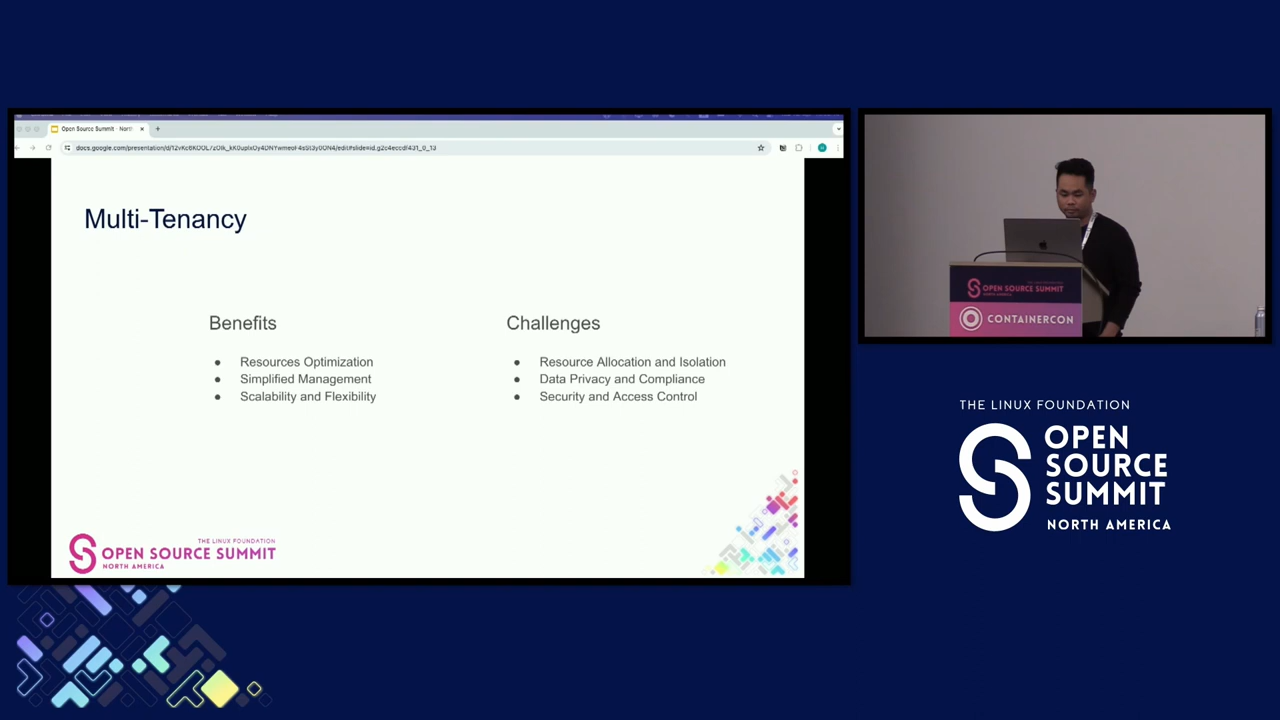 Open Source Summit - North
Multi-Tenancy
Benefits
Resources Optimization
Simplified Management
Scalability and Flexibility
Challenges
Resource Allocation and Isolation
Data Privacy and Compliance
Security and Access Control
THE LINUX FOUNDATION
OPEN SOURCE SUMMIT
NORTH AMERICA
OPEN SOURCE SUMMIT
CONTAINERCON
THE LINUX FOUNDATION
OPEN
SOURCE
SUMMIT
NORTH AMERICA